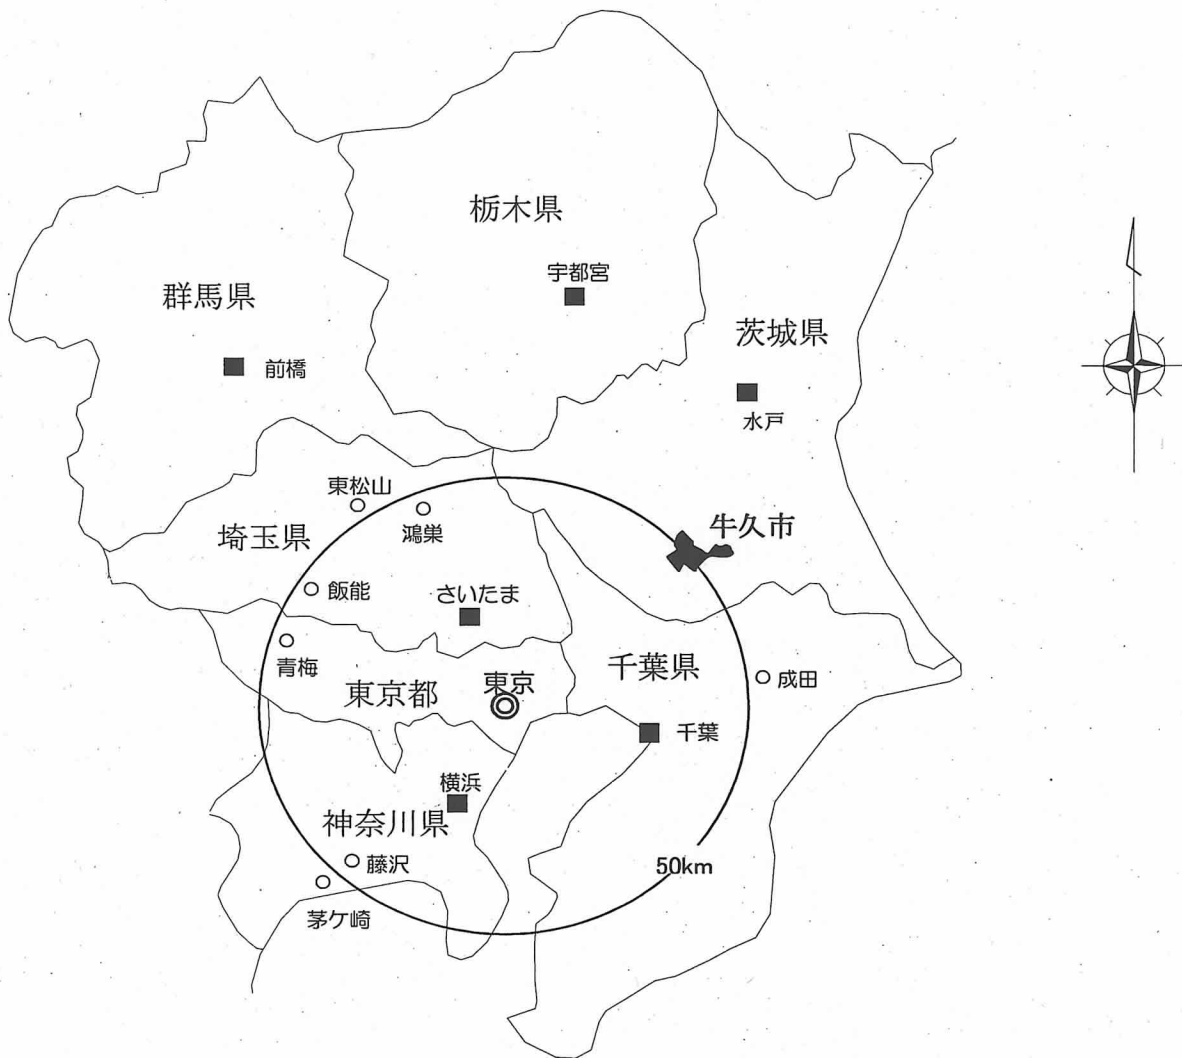 栃木県
宇都宮
群馬県
前橋
茨城県
水戸
東松山
鴻巣
埼玉県
牛久市
飯能
さいたま
青梅
東京都
東京
千葉県
成田
千葉
横浜
神奈川県
藤沢
50km
茅ケ崎